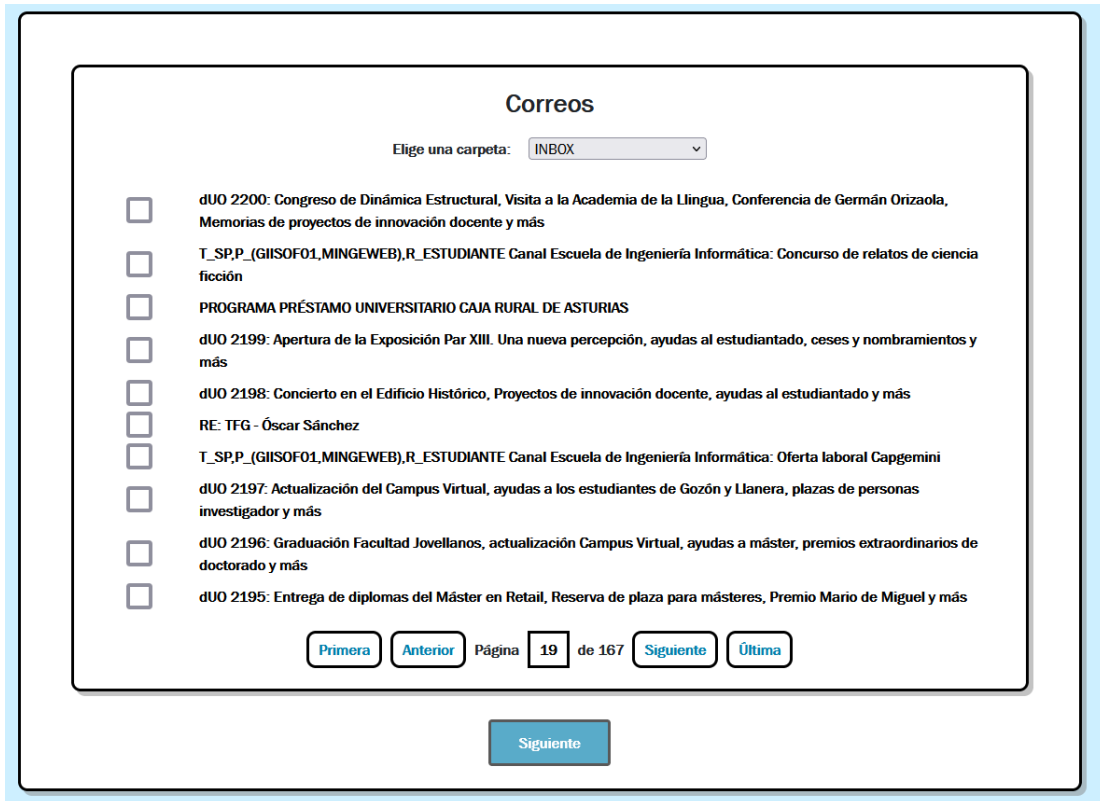 Correos
Elige una carpeta: INBOX
dUO 2200: Congreso de Dinámica Estructural, Visita a la Academia de la Llingua, Conferencia de Germán Orizaola,
Memorias de proyectos de innovación docente y más
T_SP,P_(GIISOF01,MINGEWEB),R_ESTUDIANTE Canal Escuela de Ingeniería Informática: Concurso de relatos de ciencia
ficción
PROGRAMA PRÉSTAMO UNIVERSITARIO CAJA RURAL DE ASTURIAS
dUO 2199: Apertura de la Exposición Par XIII. Una nueva percepción, ayudas al estudiantado, ceses y nombramientos y
más
dUO 2198: Concierto en el Edificio Histórico, Proyectos de innovación docente, ayudas al estudiantado y más
RE: TFG - Óscar Sánchez
T_SP,P_(GIISOF01,MINGEWEB),R_ESTUDIANTE Canal Escuela de Ingeniería Informática: Oferta laboral Capgemini
dUO 2197: Actualización del Campus Virtual, ayudas a los estudiantes de Gozón y Llanera, plazas de personas
investigador y más
dUO 2196: Graduación Facultad Jovellanos, actualización Campus Virtual, ayudas a máster, premios extraordinarios de
doctorado y más
dUO 2195: Entrega de diplomas del Máster en Retail, Reserva de plaza para másteres, Premio Mario de Miguel y más
Primera Anterior Página 19 de 167 Siguiente Última
Siguiente